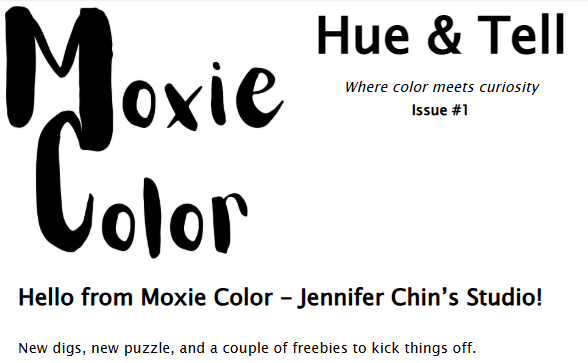 Moxie
Color
Hue & Tell
Where color meets curiosity
Issue #1
Hello from Moxie Color – Jennifer Chin’s Studio!
New digs, new puzzle, and a couple of freebies to kick things off.